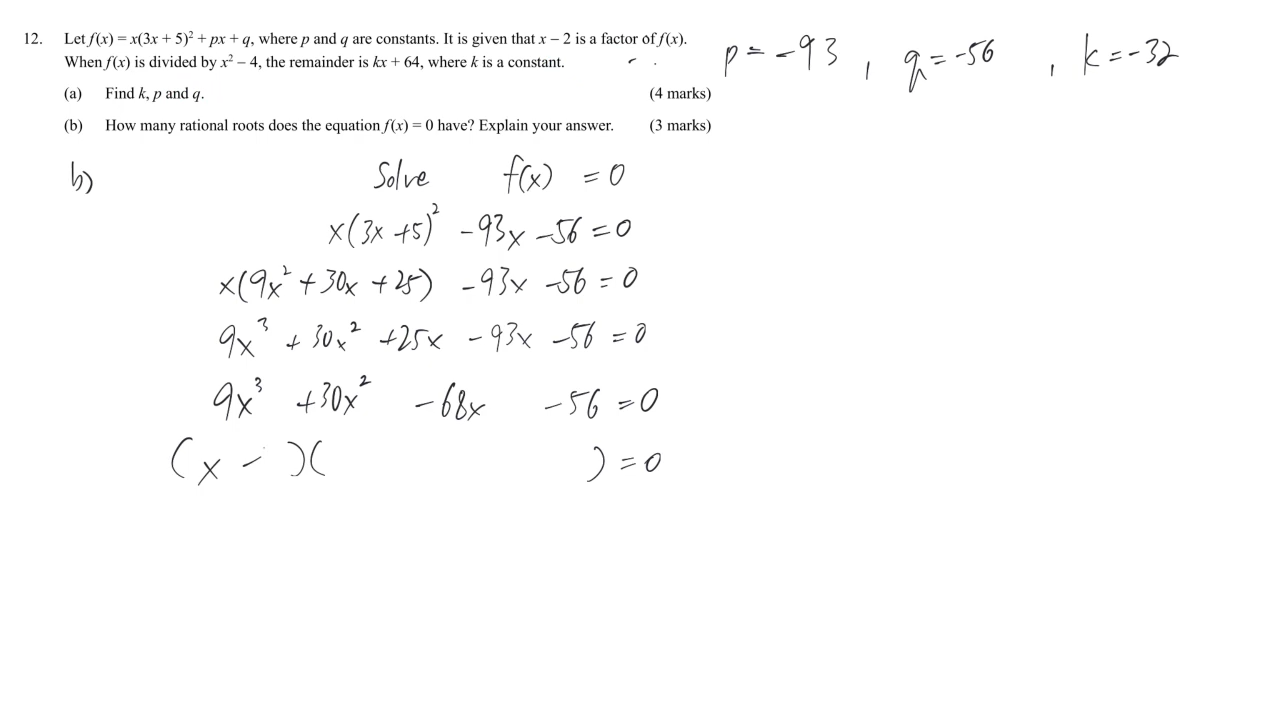 12. Let f(x) = x(3x + 5)² + px + q, where p and q are constants. It is given that x − 2 is a factor of f(x).
When f(x) is divided by x² − 4, the remainder is kx + 64, where k is a constant.
p = -93 , q = -56 , k = -32
(a) Find k, p and q. (4 marks)
(b) How many rational roots does the equation f(x) = 0 have? Explain your answer. (3 marks)
b) Solve f(x) = 0
x(3x +5)² -93x -56 = 0
x(9x² +30x +25) -93x -56 = 0
9x³ +30x² +25x -93x -56 = 0
9x³ +30x² -68x -56 = 0
(x - )( ) = 0